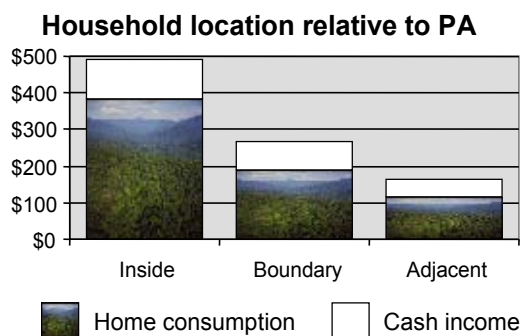 Household location relative to PA
$500
$400
$300
$200
$100
$0
Inside Boundary Adjacent
Home consumption Cash income